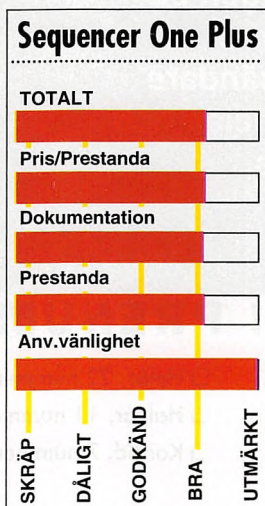 Sequencer One Plus
TOTALT
Pris/Prestanda
Dokumentation
Prestanda
Anv.vänlighet
SKRÄP
DÅLIGT
GODKÄND
BRA
UTMÄRKT